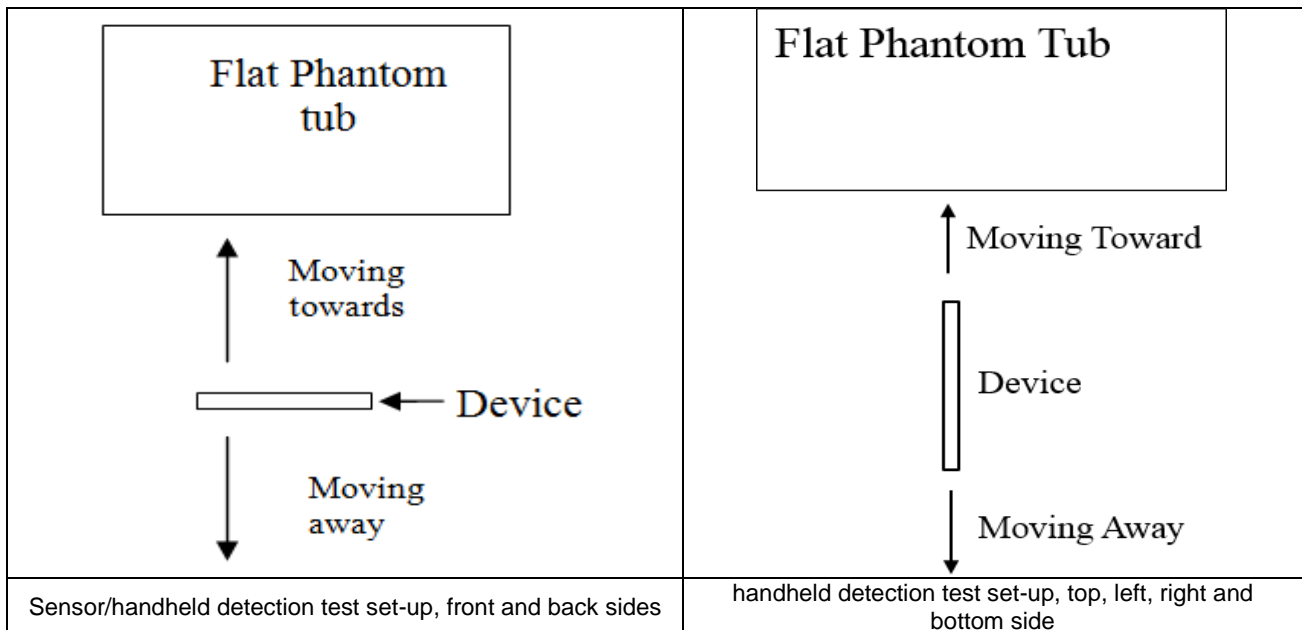 Flat Phantom
tub
Moving
towards
Device
Moving
away
Sensor/handheld detection test set-up, front and back sides
Flat Phantom Tub
Moving Toward
Device
Moving Away
handheld detection test set-up, top, left, right and
bottom side